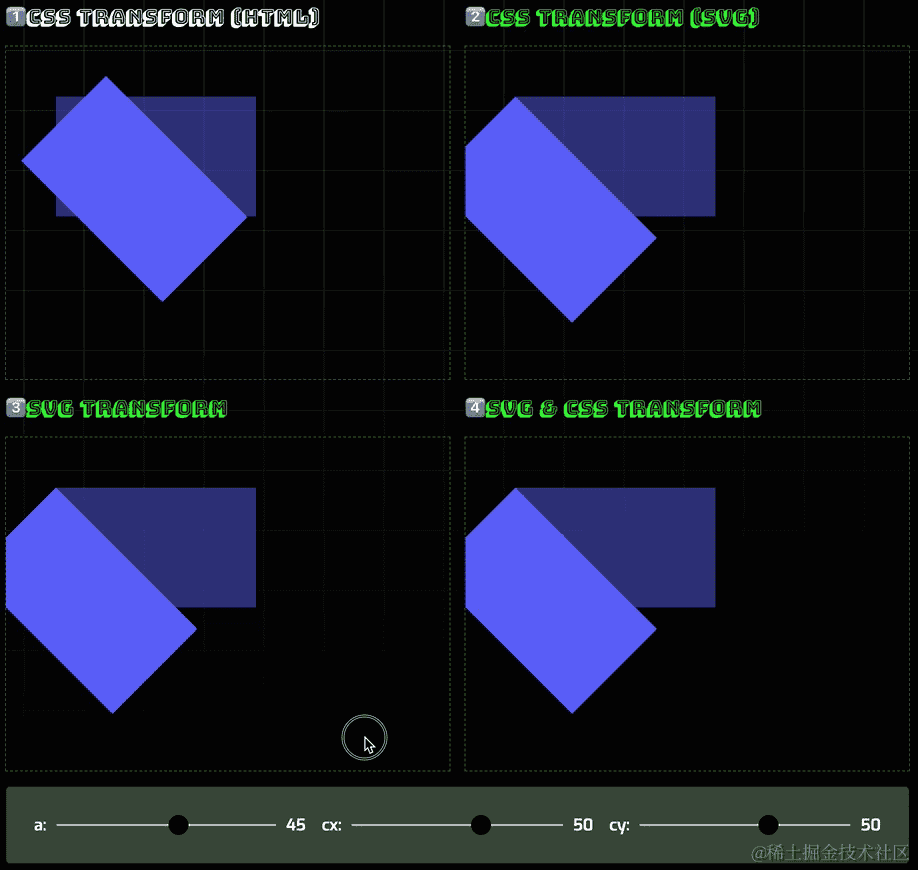 1 CSS TRANSFORM (HTML)
2 CSS TRANSFORM (SVG)
3 SVG TRANSFORM
4 SVG & CSS TRANSFORM
a: 45 cx: 50 cy: 50
@稀土掘金技术社区